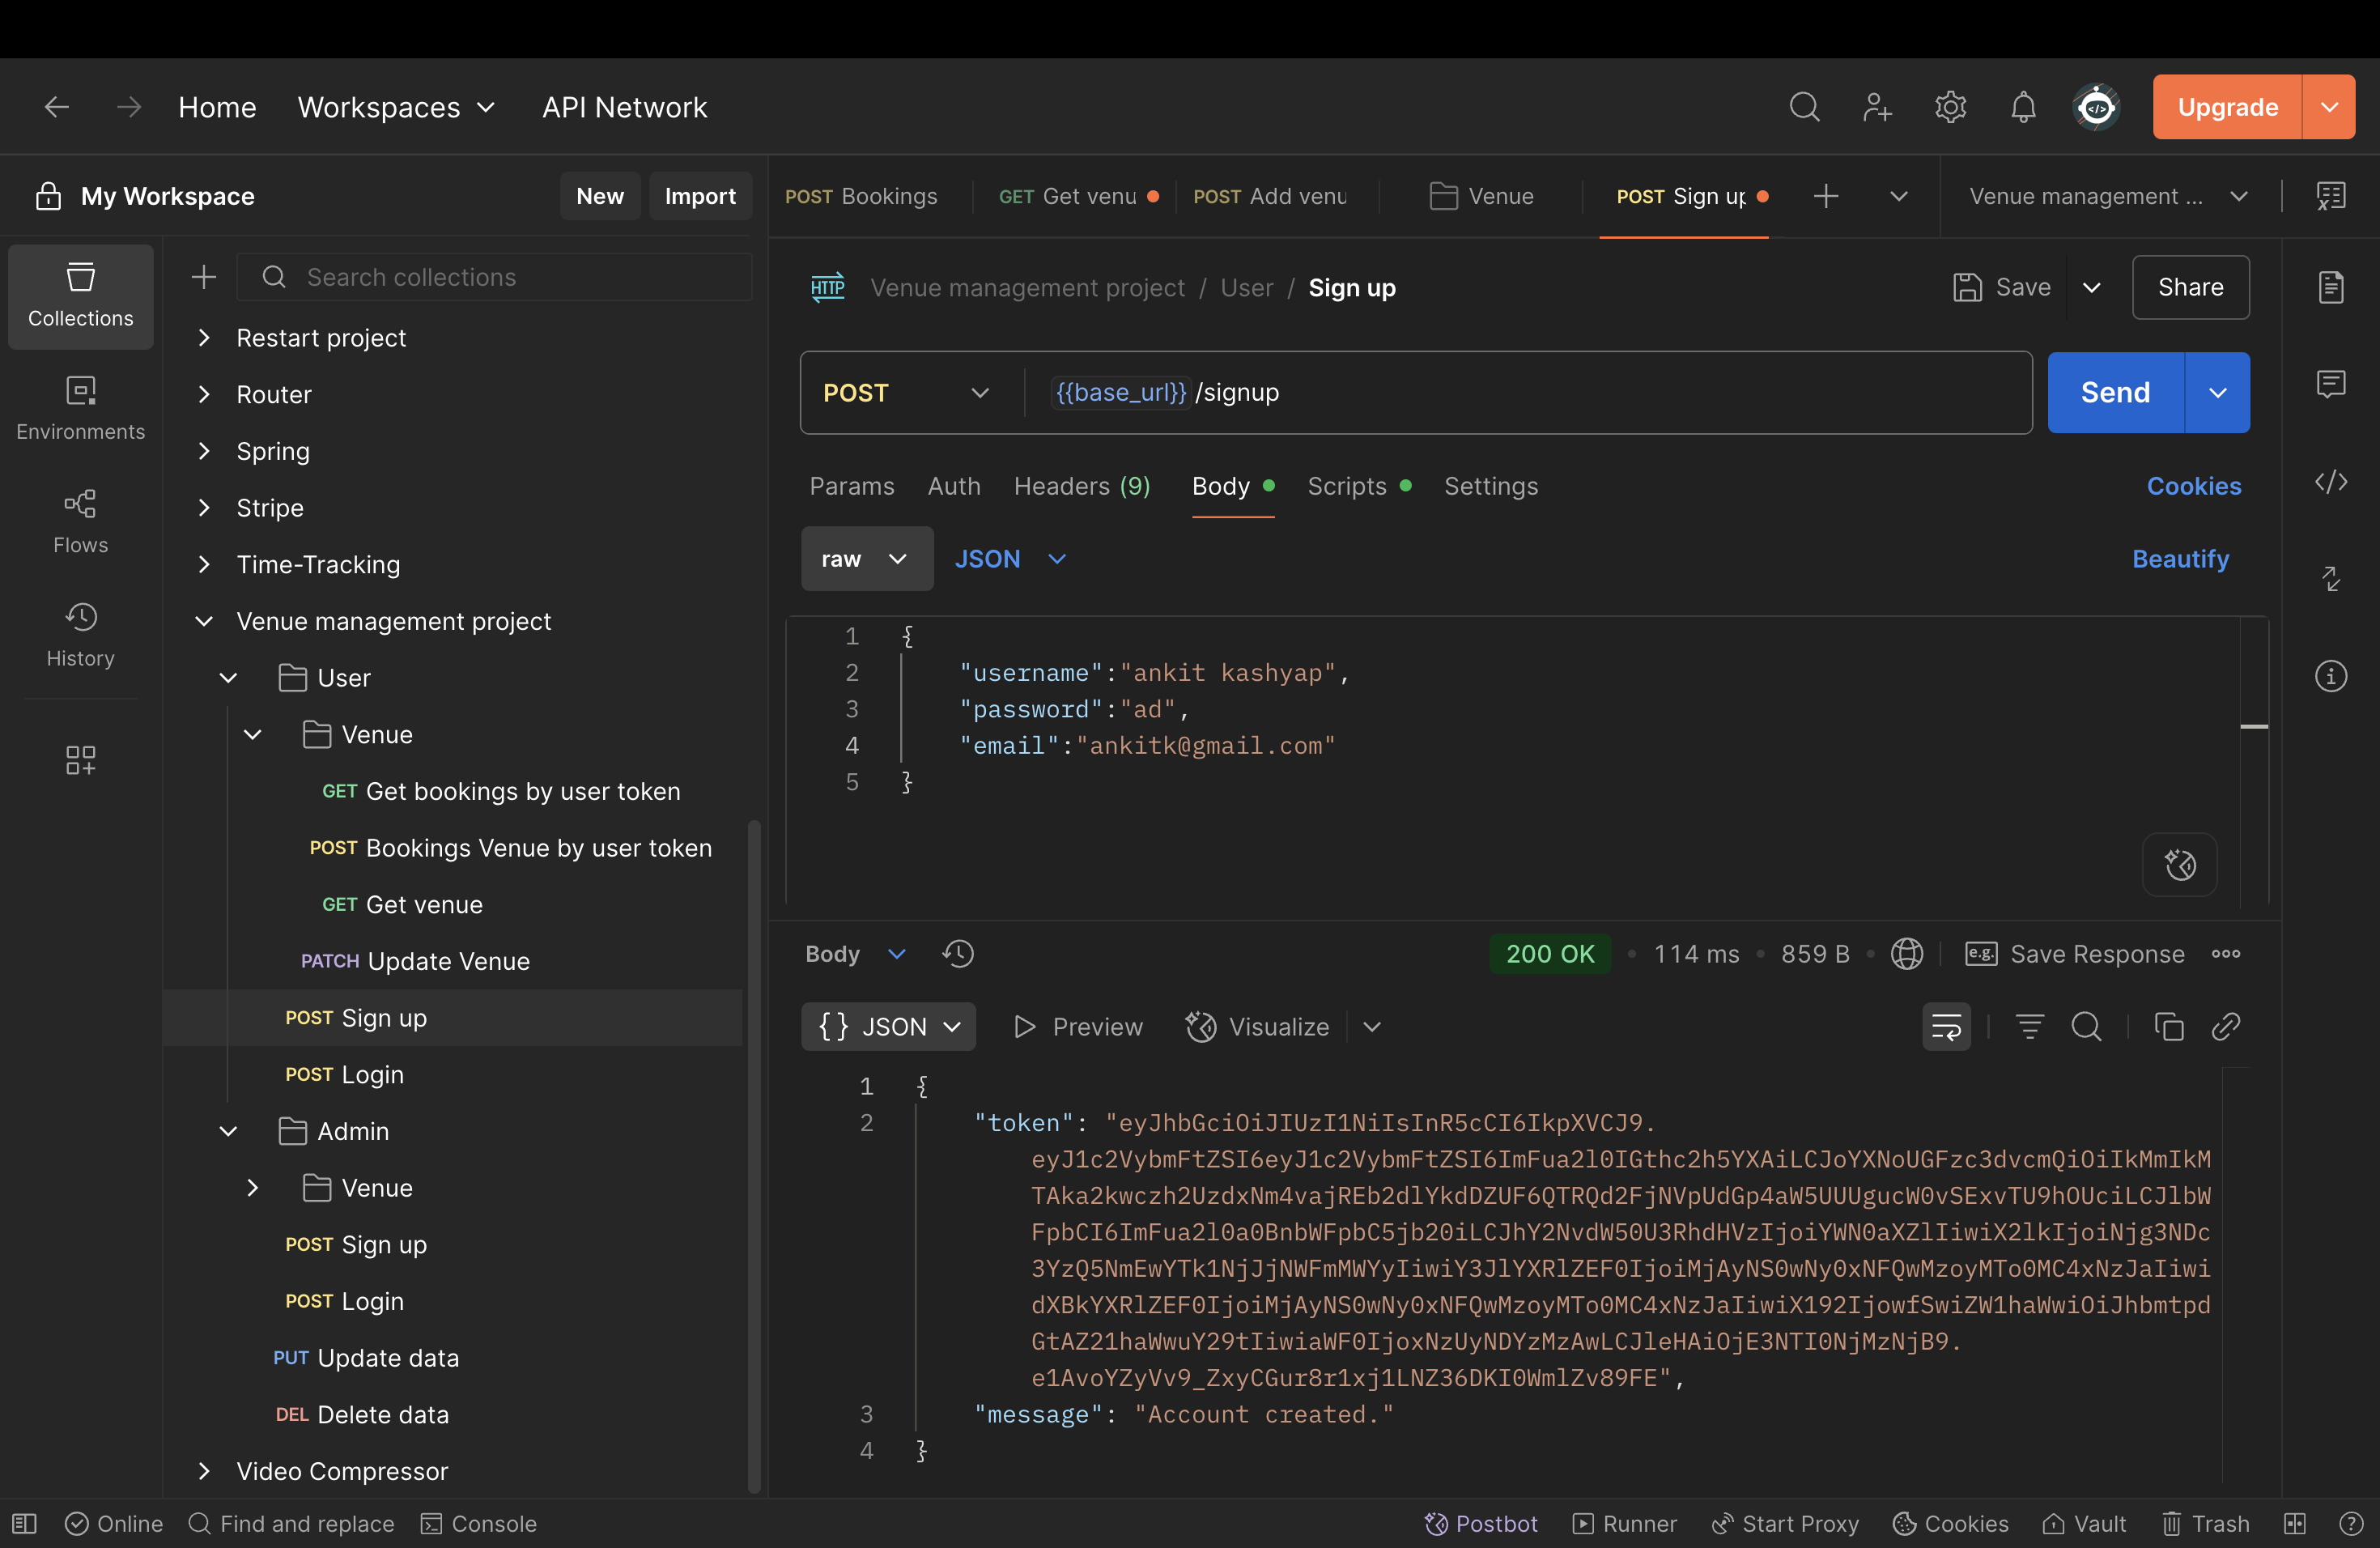 Home Workspaces API Network Upgrade
My Workspace New Import
POST Bookings GET Get venu POST Add venu Venue POST Sign up Venue management ...
Collections
Environments
Flows
History
Search collections
Restart project
Router
Spring
Stripe
Time-Tracking
Venue management project
User
Venue
GET Get bookings by user token
POST Bookings Venue by user token
GET Get venue
PATCH Update Venue
POST Sign up
POST Login
Admin
Venue
POST Sign up
POST Login
PUT Update data
DEL Delete data
Video Compressor
HTTP Venue management project / User / Sign up Save Share
POST {{base_url}}/signup Send
Params Auth Headers (9) Body Scripts Settings Cookies
raw JSON Beautify
1 {
2 "username":"ankit kashyap",
3 "password":"ad",
4 "email":"ankitk@gmail.com"
5 }
Body 200 OK • 114 ms • 859 B • e.g. Save Response
{} JSON Preview Visualize
1 {
2 "token": "eyJhbGciOiJIUzI1NiIsInR5cCI6IkpXVCJ9.
eyJ1c2VybmFtZSI6eyJ1c2VybmFtZSI6ImFua2l0IGthc2h5YXAiLCJoYXNoUGFzc3dvcmQiOiIkMmIkM
TAka2kwczh2UzdxNm4vajREb2dlYkdDZUF6QTRQd2FjNVpUdGp4aW5UUUgucW0vSExvTU9hOUciLCJlbW
FpbCI6ImFua2l0a0BnbWFpbC5jb20iLCJhY2NvdW50U3RhdHVzIjoiYWN0aXZlIiwiX2lkIjoiNjg3NDc
3YzQ5NmEwYTk1NjJjNWFmMWYyIiwiY3JlYXRlZEF0IjoiMjAyNS0wNy0xNFQwMzoyMTo0MC4xNzJaIiwi
dXBkYXRlZEF0IjoiMjAyNS0wNy0xNFQwMzoyMTo0MC4xNzJaIiwiX192IjowfSwiZW1haWwiOiJhbmtpd
GtAZ21haWwuY29tIiwiaWF0IjoxNzUyNDYzMzAwLCJleHAiOjE3NTI0NjMzNjB9.
e1AvoYZyVv9_ZxyCGur8r1xj1LNZ36DKI0WmlZv89FE",
3 "message": "Account created."
4 }
Online Find and replace Console Postbot Runner Start Proxy Cookies Vault Trash